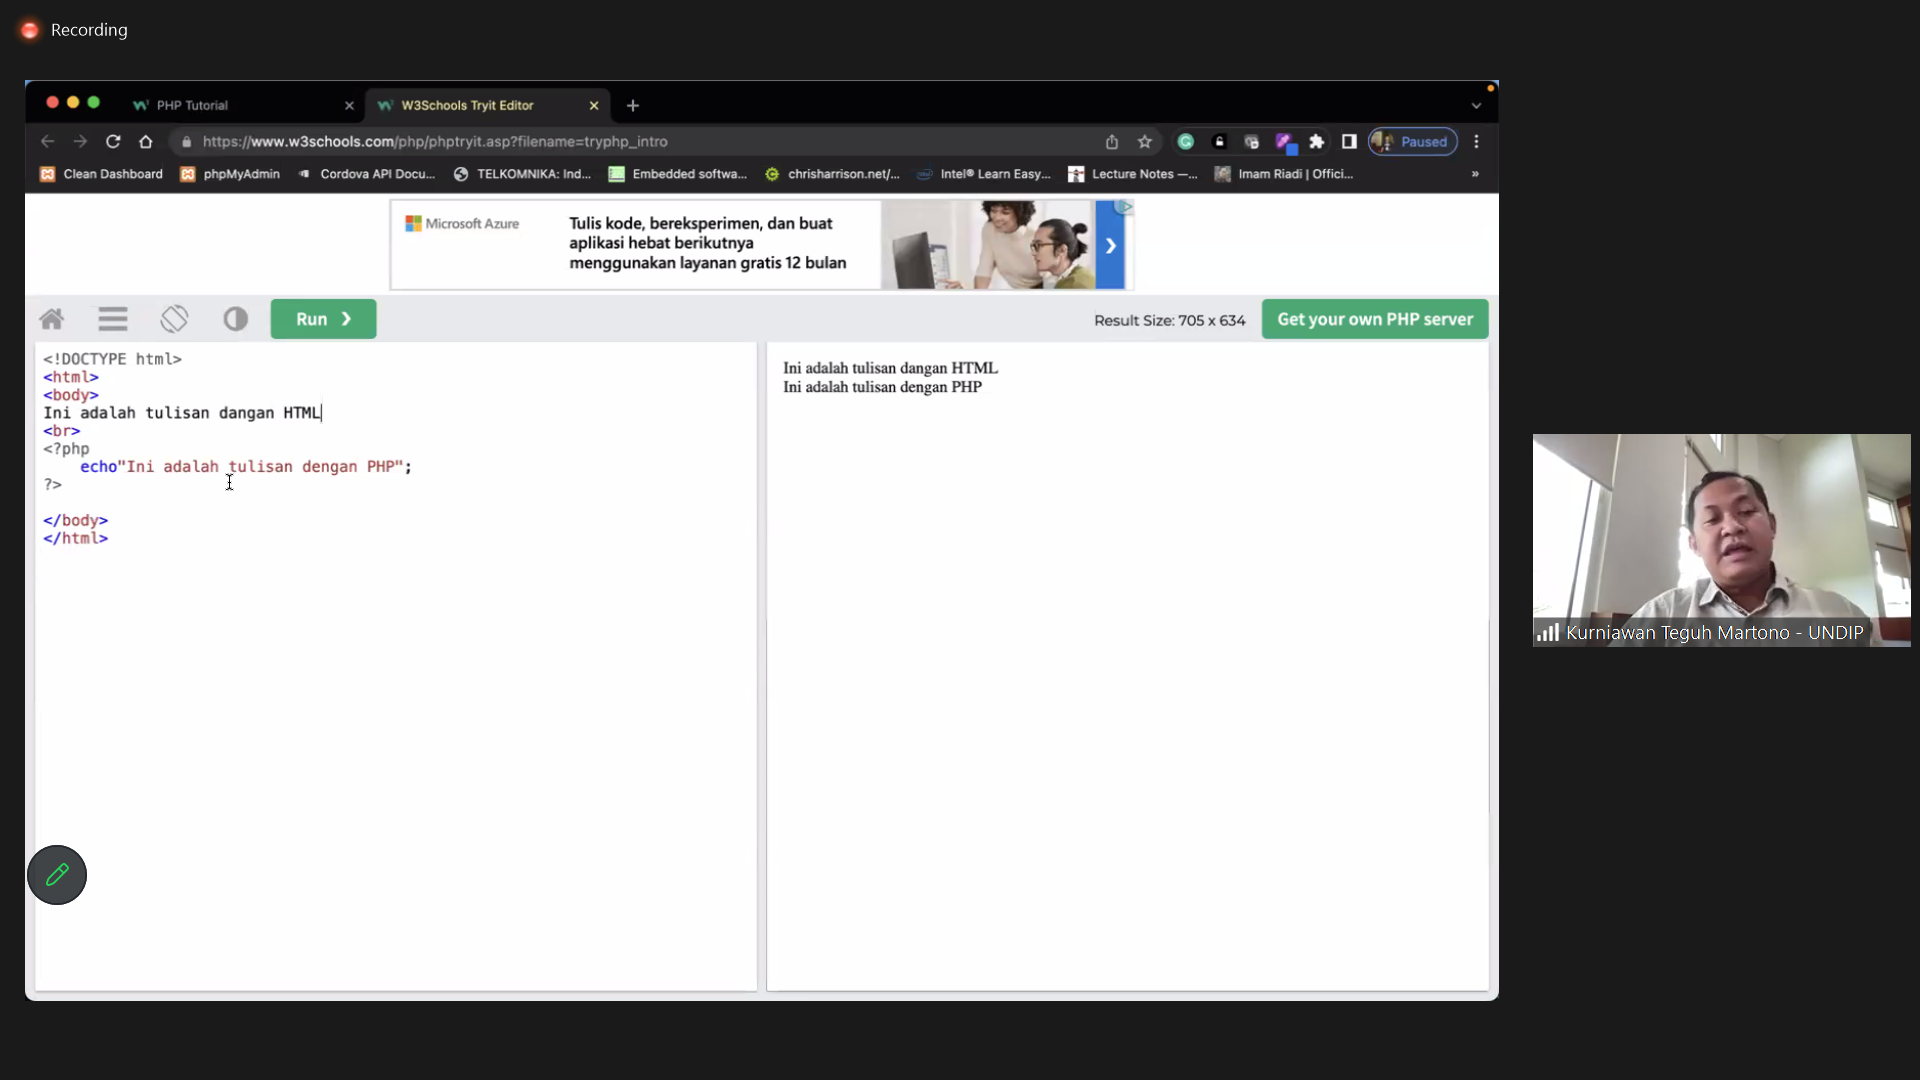 Recording
PHP Tutorial
W3Schools Tryit Editor
https://www.w3schools.com/php/phptryit.asp?filename=tryphp_intro
Paused
Clean Dashboard
phpMyAdmin
Cordova API Docu...
TELKOMNIKA: Ind...
Embedded softwa...
chrisharrison.net/...
Intel® Learn Easy...
Lecture Notes —...
Imam Riadi | Offici...
»
Microsoft Azure
Tulis kode, bereksperimen, dan buat
aplikasi hebat berikutnya
menggunakan layanan gratis 12 bulan
Run ❯
Result Size: 705 x 634
Get your own PHP server
<!DOCTYPE html>
<html>
<body>
Ini adalah tulisan dangan HTML
<br>
<?php
echo"Ini adalah tulisan dengan PHP";
?>
</body>
</html>
Ini adalah tulisan dangan HTML
Ini adalah tulisan dengan PHP
Kurniawan Teguh Martono - UNDIP